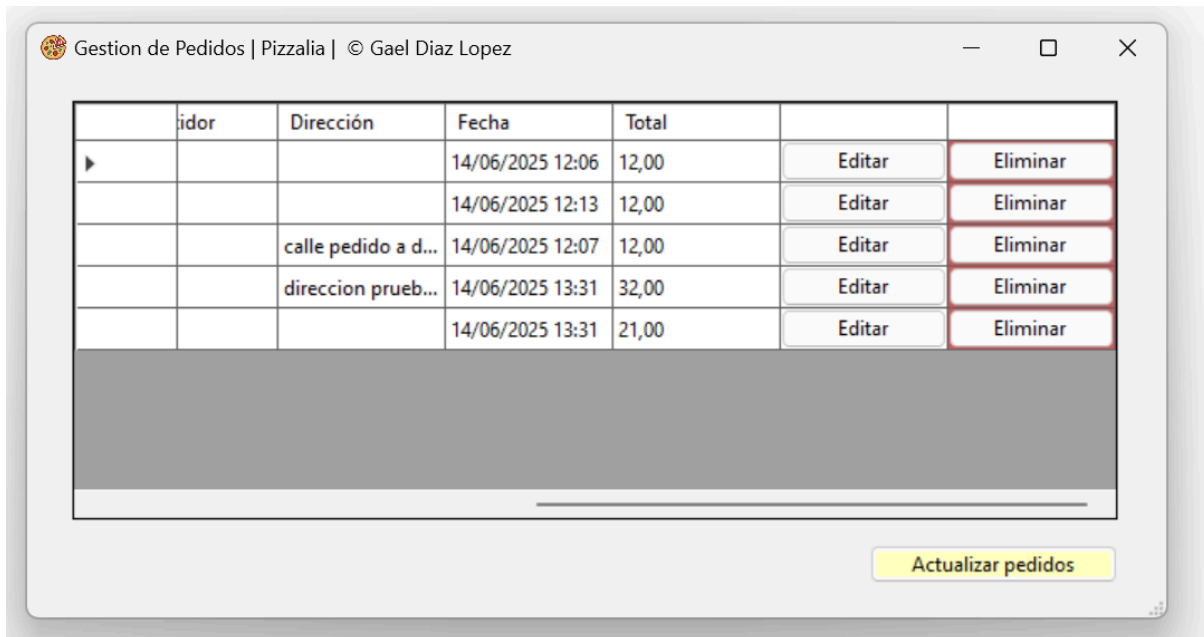 Gestion de Pedidos | Pizzalia | © Gael Diaz Lopez
idor Dirección Fecha Total
14/06/2025 12:06 12,00 Editar Eliminar
14/06/2025 12:13 12,00 Editar Eliminar
calle pedido a d... 14/06/2025 12:07 12,00 Editar Eliminar
direccion prueb... 14/06/2025 13:31 32,00 Editar Eliminar
14/06/2025 13:31 21,00 Editar Eliminar
Actualizar pedidos